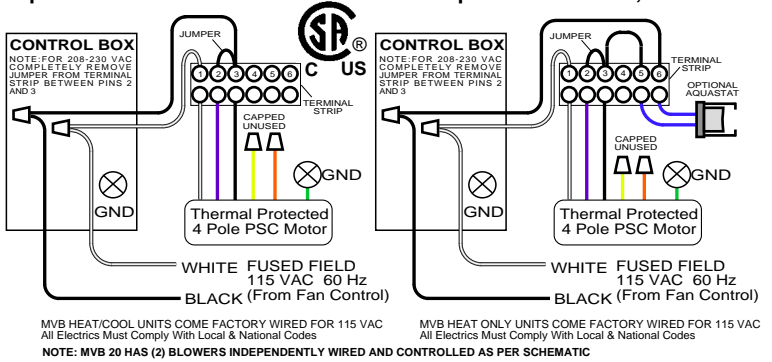 CONTROL BOX
NOTE:FOR 208-230 VAC
COMPLETELY REMOVE
JUMPER FROM TERMINAL
STRIP BETWEEN PINS 2
AND 3
JUMPER
1 2 3 4 5 6
TERMINAL
STRIP
CAPPED
UNUSED
GND
GND
Thermal Protected
4 Pole PSC Motor
WHITE FUSED FIELD
115 VAC 60 Hz
BLACK (From Fan Control)
MVB HEAT/COOL UNITS COME FACTORY WIRED FOR 115 VAC
All Electrics Must Comply With Local & National Codes
SA ®
C US
CONTROL BOX
NOTE:FOR 208-230 VAC
COMPLETELY REMOVE
JUMPER FROM TERMINAL
STRIP BETWEEN PINS 2
AND 3
JUMPER
1 2 3 4 5 6
TERMINAL
STRIP
OPTIONAL
AQUASTAT
CAPPED
UNUSED
GND
GND
Thermal Protected
4 Pole PSC Motor
WHITE FUSED FIELD
115 VAC 60 Hz
BLACK (From Fan Control)
MVB HEAT ONLY UNITS COME FACTORY WIRED FOR 115 VAC
All Electrics Must Comply With Local & National Codes
NOTE: MVB 20 HAS (2) BLOWERS INDEPENDENTLY WIRED AND CONTROLLED AS PER SCHEMATIC